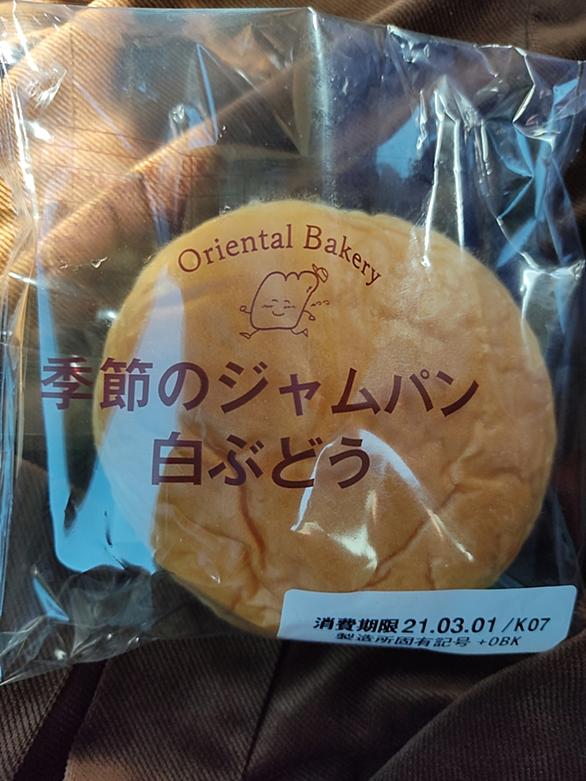 Oriental Bakery
季節のジャムパン
白ぶどう
消費期限 21.03.01 /K07
製造所固有記号 +OBK